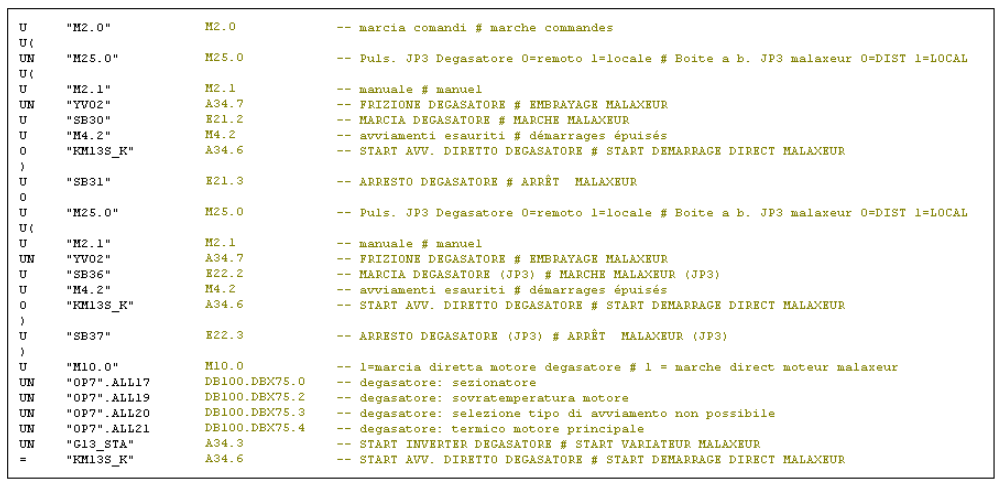 U "M2.0" M2.0 -- marcia comandi # marche commandes
U(
UN "M25.0" M25.0 -- Puls. JP3 Degasatore 0=remoto 1=locale # Boite a b. JP3 malaxeur 0=DIST 1=LOCAL
U(
U "M2.1" M2.1 -- manuale # manuel
UN "YV02" A34.7 -- FRIZIONE DEGASATORE # EMBRAYAGE MALAXEUR
U "SB30" E21.2 -- MARCIA DEGASATORE # MARCHE MALAXEUR
U "M4.2" M4.2 -- avviamenti esauriti # démarrages épuisés
O "KM13S_K" A34.6 -- START AVV. DIRETTO DEGASATORE # START DEMARRAGE DIRECT MALAXEUR
)
U "SB31" E21.3 -- ARRESTO DEGASATORE # ARRÊT MALAXEUR
O
U "M25.0" M25.0 -- Puls. JP3 Degasatore 0=remoto 1=locale # Boite a b. JP3 malaxeur 0=DIST 1=LOCAL
U(
U "M2.1" M2.1 -- manuale # manuel
UN "YV02" A34.7 -- FRIZIONE DEGASATORE # EMBRAYAGE MALAXEUR
U "SB36" E22.2 -- MARCIA DEGASATORE (JP3) # MARCHE MALAXEUR (JP3)
U "M4.2" M4.2 -- avviamenti esauriti # démarrages épuisés
O "KM13S_K" A34.6 -- START AVV. DIRETTO DEGASATORE # START DEMARRAGE DIRECT MALAXEUR
)
U "SB37" E22.3 -- ARRESTO DEGASATORE (JP3) # ARRÊT MALAXEUR (JP3)
)
U "M10.0" M10.0 -- 1=marcia diretta motore degasatore # 1 = marche direct moteur malaxeur
UN "OP7".ALL17 DB100.DBX75.0 -- degasatore: sezionatore
UN "OP7".ALL19 DB100.DBX75.2 -- degasatore: sovratemperatura motore
UN "OP7".ALL20 DB100.DBX75.3 -- degasatore: selezione tipo di avviamento non possibile
UN "OP7".ALL21 DB100.DBX75.4 -- degasatore: termico motore principale
UN "G13_STA" A34.3 -- START INVERTER DEGASATORE # START VARIATEUR MALAXEUR
= "KM13S_K" A34.6 -- START AVV. DIRETTO DEGASATORE # START DEMARRAGE DIRECT MALAXEUR